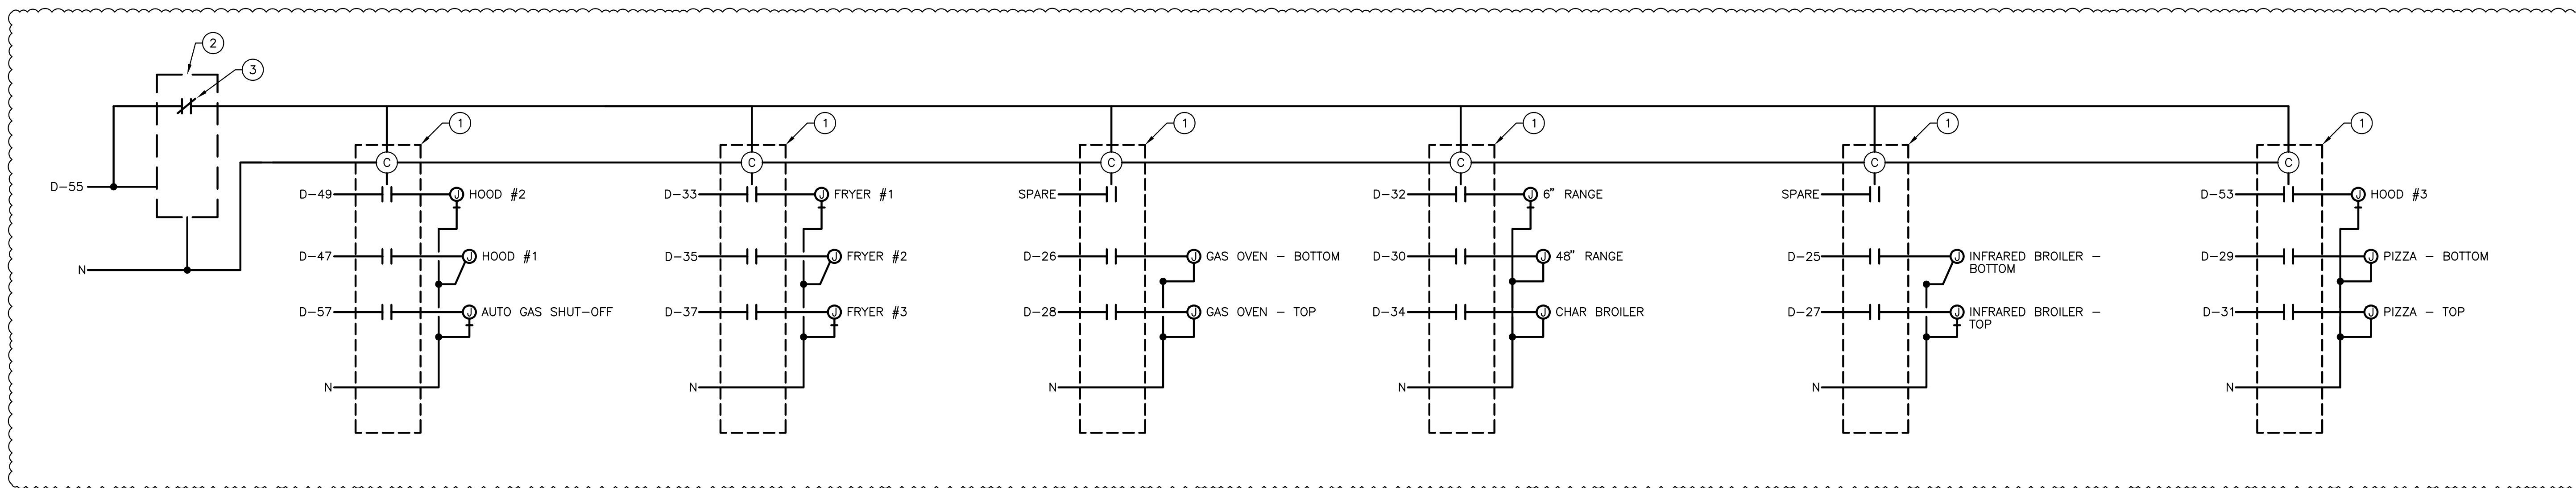 2
3
1
1
1
1
1
1
C
C
C
C
C
C
D-55
N
D-49
J HOOD #2
D-47
J HOOD #1
D-57
J AUTO GAS SHUT-OFF
N
D-33
J FRYER #1
D-35
J FRYER #2
D-37
J FRYER #3
N
SPARE
D-26
J GAS OVEN - BOTTOM
D-28
J GAS OVEN - TOP
N
D-32
J 6" RANGE
D-30
J 48" RANGE
D-34
J CHAR BROILER
N
SPARE
D-25
J INFRARED BROILER -
BOTTOM
D-27
J INFRARED BROILER -
TOP
N
D-53
J HOOD #3
D-29
J PIZZA - BOTTOM
D-31
J PIZZA - TOP
N